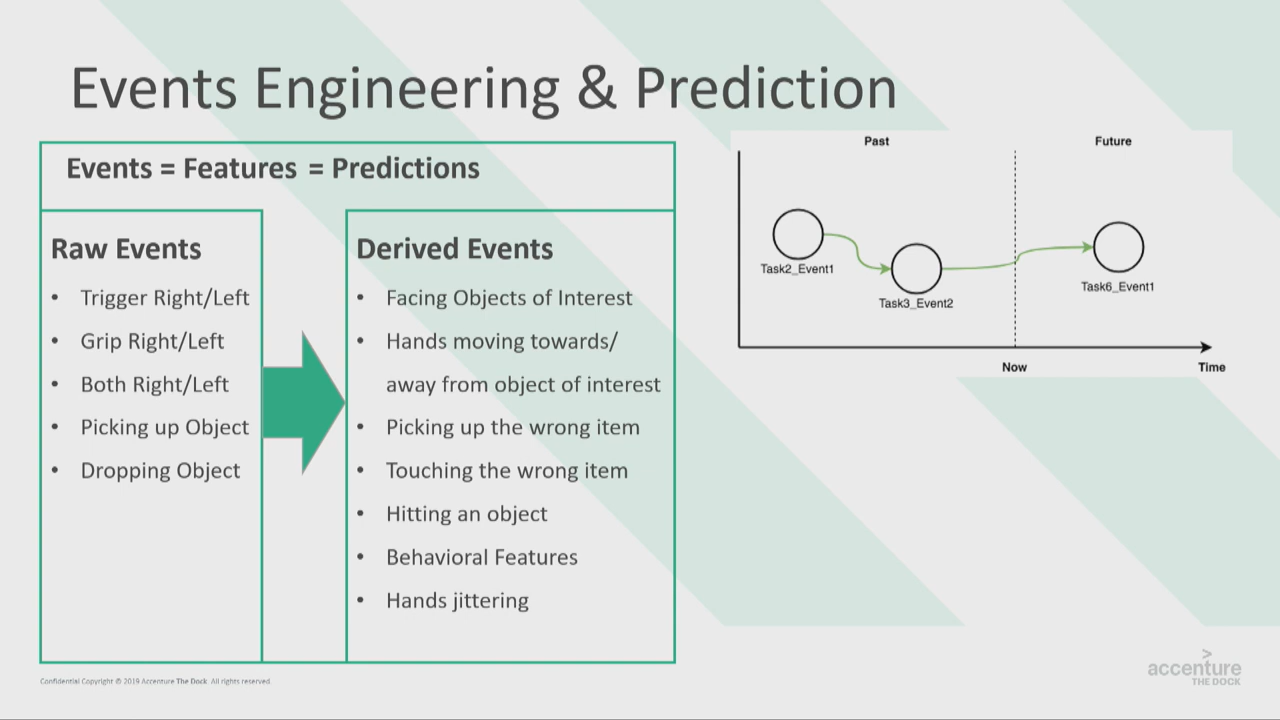 Events Engineering & Prediction
Events = Features = Predictions
Raw Events
• Trigger Right/Left
• Grip Right/Left
• Both Right/Left
• Picking up Object
• Dropping Object
Derived Events
• Facing Objects of Interest
• Hands moving towards/
away from object of interest
• Picking up the wrong item
• Touching the wrong item
• Hitting an object
• Behavioral Features
• Hands jittering
Past
Future
Task2_Event1
Task3_Event2
Task6_Event1
Now
Time
Confidential Copyright © 2019 Accenture The Dock. All rights reserved.
>
accenture
THE DOCK